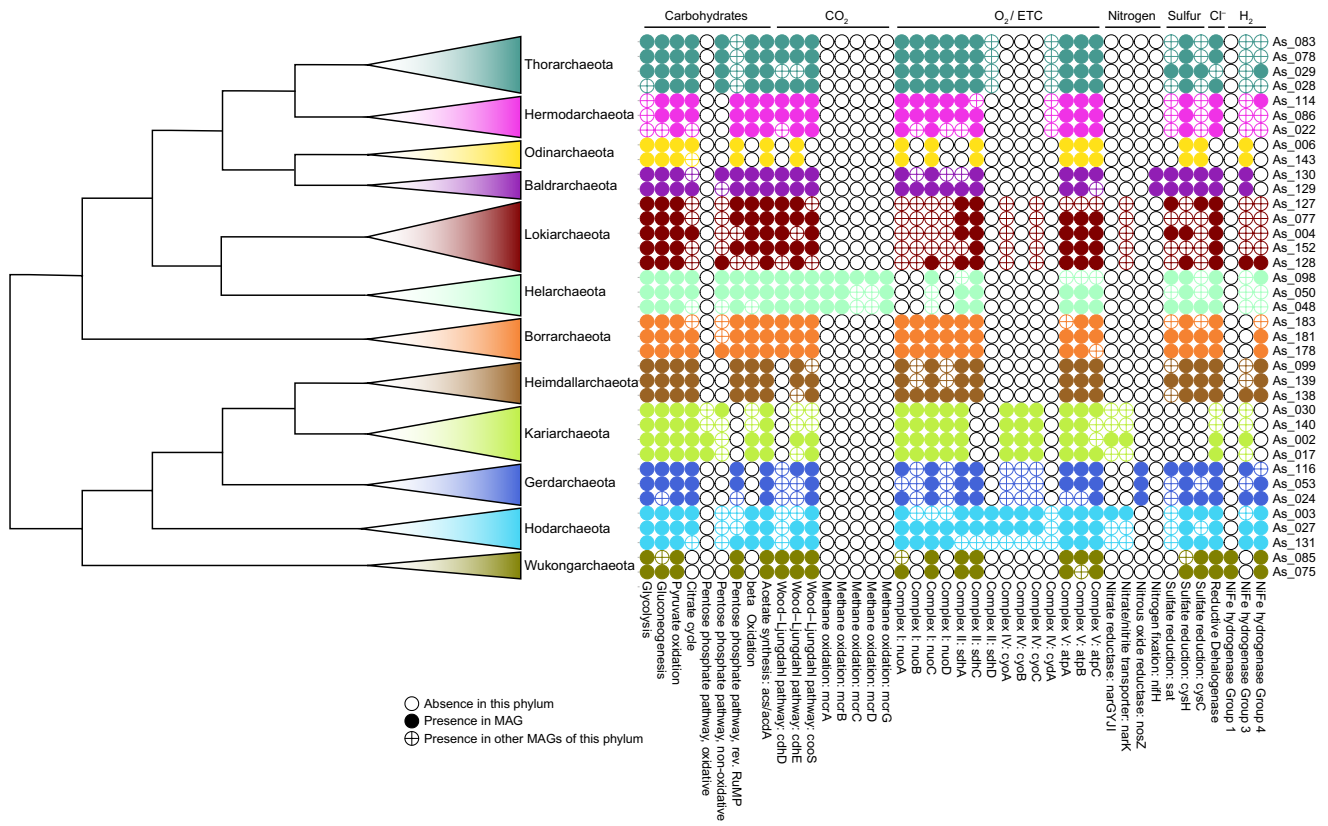 Carbohydrates
CO2
O2 / ETC
Nitrogen
Sulfur
Cl–
H2
Thorarchaeota
Hermodarchaeota
Odinarchaeota
Baldrarchaeota
Lokiarchaeota
Helarchaeota
Borrarchaeota
Heimdallarchaeota
Kariarchaeota
Gerdarchaeota
Hodarchaeota
Wukongarchaeota
As_083
As_078
As_029
As_028
As_114
As_086
As_022
As_006
As_143
As_130
As_129
As_127
As_077
As_004
As_152
As_128
As_098
As_050
As_048
As_183
As_181
As_178
As_099
As_139
As_138
As_030
As_140
As_002
As_017
As_116
As_053
As_024
As_003
As_027
As_131
As_085
As_075
Glycolysis
Gluconeogenesis
Pyruvate oxidation
Citrate cycle
Pentose phosphate pathway, oxidative
Pentose phosphate pathway, non-oxidative
Pentose phosphate pathway, rev. RuMP
beta Oxidation
Acetate synthesis: acs/acdA
Wood–Ljungdahl pathway: cdhD
Wood–Ljungdahl pathway: cdhE
Wood–Ljungdahl pathway: cooS
Methane oxidation: mcrA
Methane oxidation: mcrB
Methane oxidation: mcrC
Methane oxidation: mcrD
Methane oxidation: mcrG
Complex I: nuoA
Complex I: nuoB
Complex I: nuoC
Complex I: nuoD
Complex II: sdhA
Complex II: sdhC
Complex II: sdhD
Complex IV: cyoA
Complex IV: cyoB
Complex IV: cyoC
Complex IV: cydA
Complex V: atpA
Complex V: atpB
Complex V: atpC
Nitrate reductase: narGYJI
Nitrate/nitrite transporter: narK
Nitrous oxide reductase: nosZ
Nitrogen fixation: nifH
Sulfate reduction: sat
Sulfate reduction: cysH
Sulfate reduction: cysC
Reductive Dehalogenase
NiFe hydrogenase Group 1
NiFe hydrogenase Group 3
NiFe hydrogenase Group 4
Absence in this phylum
Presence in MAG
Presence in other MAGs of this phylum